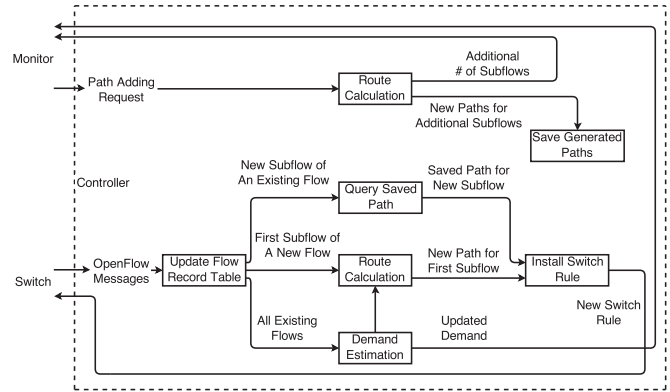 Additional
# of Subflows
Monitor
Path Adding
Request
Route
Calculation
New Paths for
Additional Subflows
Save Generated
Paths
Controller
New Subflow of
An Existing Flow
Query Saved
Path
Saved Path for
New Subflow
Switch
OpenFlow
Messages
Update Flow
Record Table
First Subflow of
A New Flow
Route
Calculation
New Path for
First Subflow
Install Switch
Rule
All Existing
Flows
Demand
Estimation
Updated
Demand
New Switch
Rule